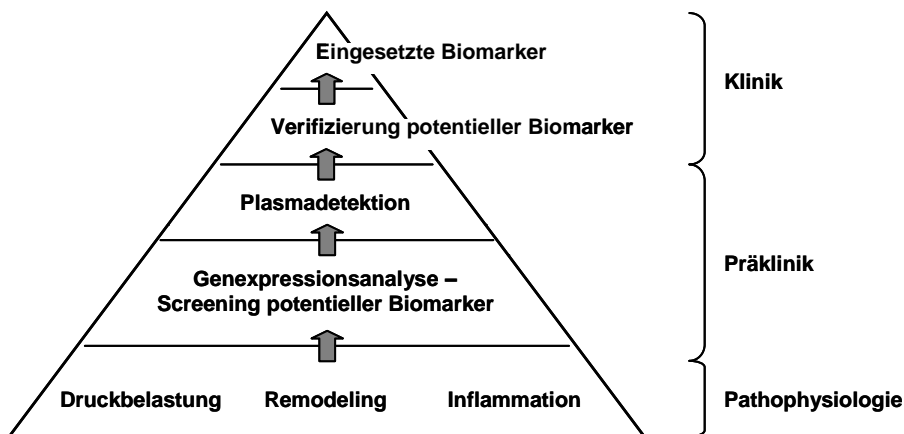 Eingesetzte Biomarker
Klinik
Verifizierung potentieller Biomarker
Plasmadetektion
Präklinik
Genexpressionsanalyse –
Screening potentieller Biomarker
Druckbelastung Remodeling Inflammation Pathophysiologie